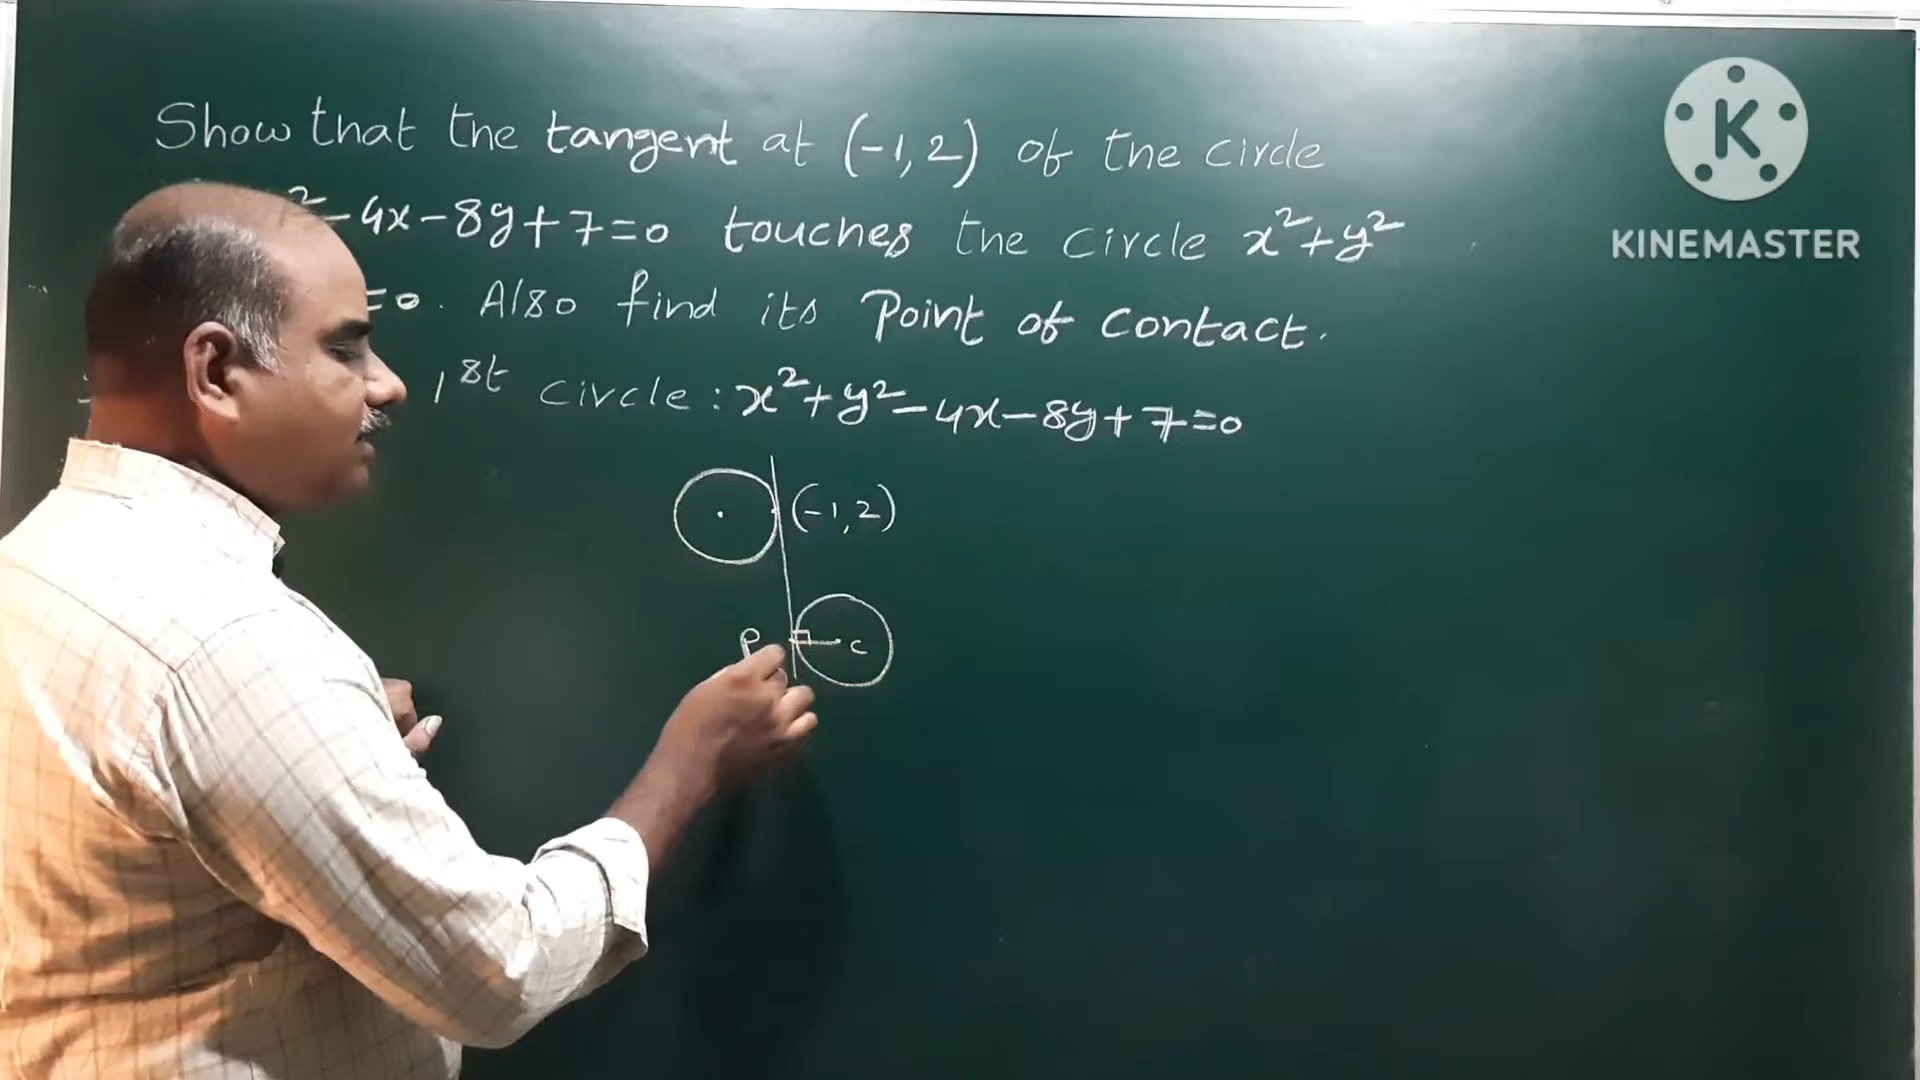 Show that the tangent at (-1,2) of the circle
² - 4x - 8y + 7 = 0 touches the circle x² + y²
= 0. Also find its Point of Contact.
1st circle : x² + y² - 4x - 8y + 7 = 0
(-1,2)
P C
K
KINEMASTER